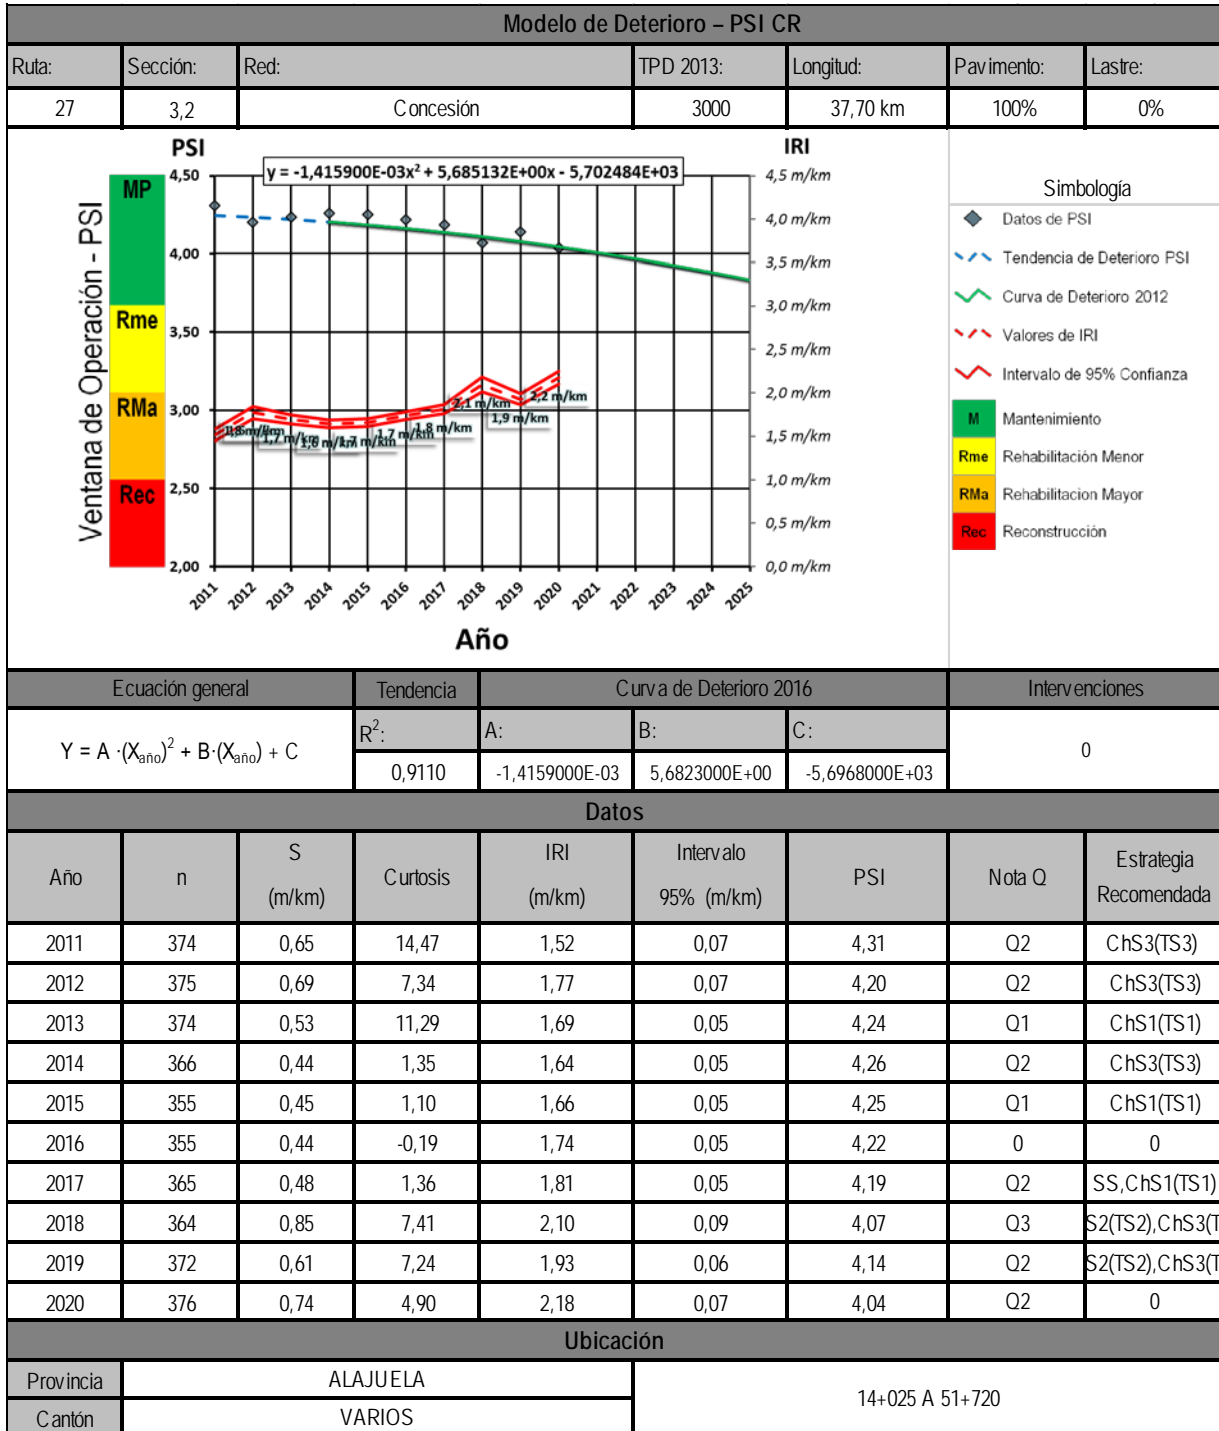 Modelo de Deterioro – PSI CR
Ruta: Sección: Red: TPD 2013: Longitud: Pavimento: Lastre:
27 3,2 Concesión 3000 37,70 km 100% 0%
PSI IRI
y = -1,415900E-03x² + 5,685132E+00x - 5,702484E+03
Ventana de Operación - PSI
MP
Rme
RMa
Rec
4,50
4,00
3,50
3,00
2,50
2,00
4,5 m/km
4,0 m/km
3,5 m/km
3,0 m/km
2,5 m/km
2,0 m/km
1,5 m/km
1,0 m/km
0,5 m/km
0,0 m/km
1,7 m/km
1,6 m/km
1,7 m/km
1,7 m/km
1,8 m/km
2,1 m/km
1,9 m/km
2,2 m/km
2011 2012 2013 2014 2015 2016 2017 2018 2019 2020 2021 2022 2023 2024 2025
Año
Simbología
Datos de PSI
Tendencia de Deterioro PSI
Curva de Deterioro 2012
Valores de IRI
Intervalo de 95% Confianza
M Mantenimiento
Rme Rehabilitación Menor
RMa Rehabilitacion Mayor
Rec Reconstrucción
Ecuación general Tendencia Curva de Deterioro 2016 Intervenciones
Y = A ·(Xaño)² + B·(Xaño) + C
R²: A: B: C:
0,9110 -1,4159000E-03 5,6823000E+00 -5,6968000E+03 0
Datos
Año n S (m/km) Curtosis IRI (m/km) Intervalo 95% (m/km) PSI Nota Q Estrategia Recomendada
2011 374 0,65 14,47 1,52 0,07 4,31 Q2 ChS3(TS3)
2012 375 0,69 7,34 1,77 0,07 4,20 Q2 ChS3(TS3)
2013 374 0,53 11,29 1,69 0,05 4,24 Q1 ChS1(TS1)
2014 366 0,44 1,35 1,64 0,05 4,26 Q2 ChS3(TS3)
2015 355 0,45 1,10 1,66 0,05 4,25 Q1 ChS1(TS1)
2016 355 0,44 -0,19 1,74 0,05 4,22 0 0
2017 365 0,48 1,36 1,81 0,05 4,19 Q2 SS,ChS1(TS1)
2018 364 0,85 7,41 2,10 0,09 4,07 Q3 S2(TS2),ChS3(T
2019 372 0,61 7,24 1,93 0,06 4,14 Q2 S2(TS2),ChS3(T
2020 376 0,74 4,90 2,18 0,07 4,04 Q2 0
Ubicación
Provincia ALAJUELA
14+025 A 51+720
Cantón VARIOS